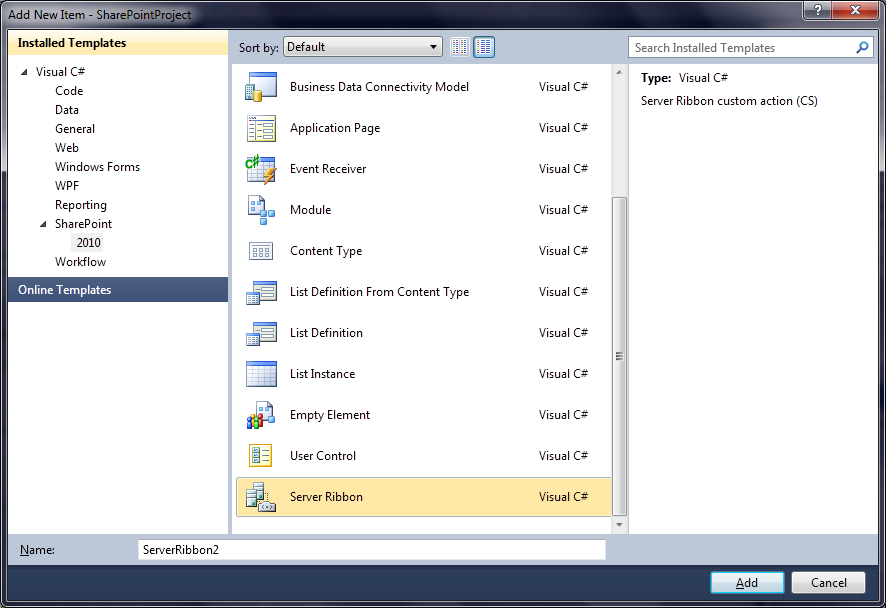 Add New Item - SharePointProject
Installed Templates
Visual C#
Code
Data
General
Web
Windows Forms
WPF
Reporting
SharePoint
2010
Workflow
Online Templates
Sort by: Default
Business Data Connectivity Model Visual C#
Application Page Visual C#
Event Receiver Visual C#
Module Visual C#
Content Type Visual C#
List Definition From Content Type Visual C#
List Definition Visual C#
List Instance Visual C#
Empty Element Visual C#
User Control Visual C#
Server Ribbon Visual C#
Search Installed Templates
Type: Visual C#
Server Ribbon custom action (CS)
Name: ServerRibbon2
Add Cancel